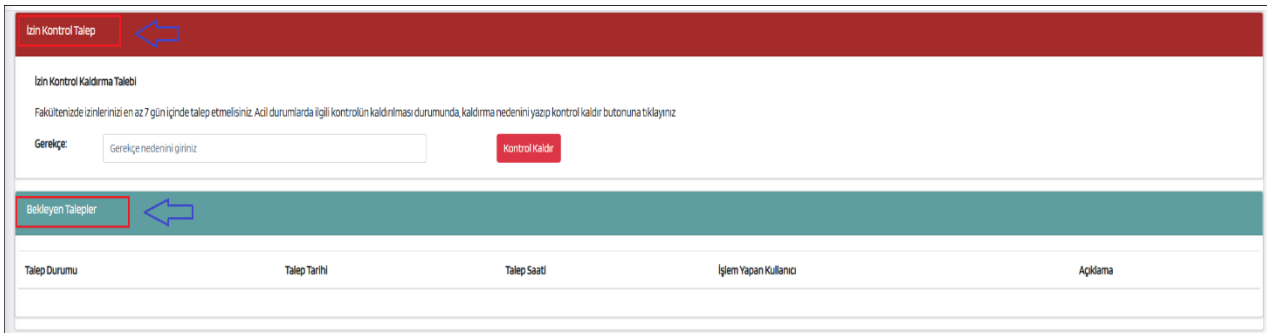 İzin Kontrol Talep
İzin Kontrol Kaldırma Talebi
Fakültenizde izinlerinizi en az 7 gün içinde talep etmelisiniz. Acil durumlarda ilgili kontrolün kaldırılması durumunda, kaldırma nedenini yazıp kontrol kaldır butonuna tıklayınız
Gerekçe: Gerekçe nedenini giriniz Kontrol Kaldır
Bekleyen Talepler
Talep Durumu Talep Tarihi Talep Saati İşlem Yapan Kullanıcı Açıklama